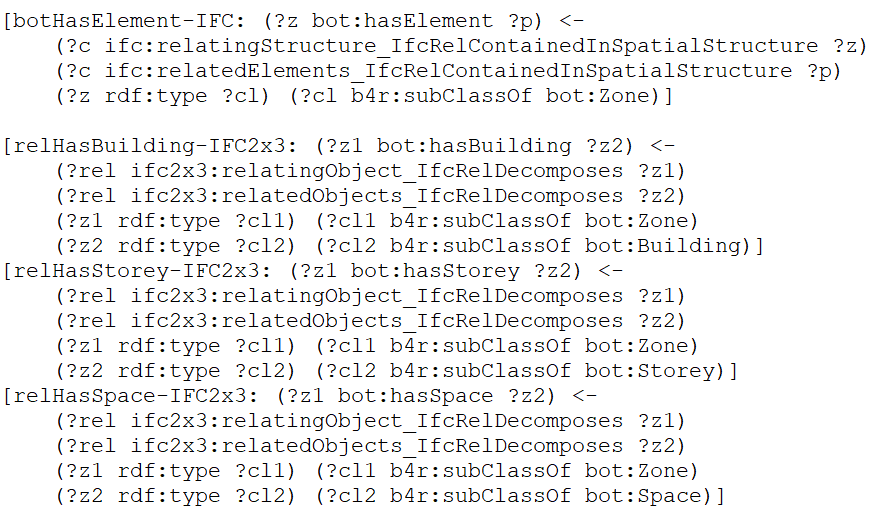 [botHasElement-IFC: (?z bot:hasElement ?p) <-
(?c ifc:relatingStructure_IfcRelContainedInSpatialStructure ?z)
(?c ifc:relatedElements_IfcRelContainedInSpatialStructure ?p)
(?z rdf:type ?cl) (?cl b4r:subClassOf bot:Zone)]
[relHasBuilding-IFC2x3: (?z1 bot:hasBuilding ?z2) <-
(?rel ifc2x3:relatingObject_IfcRelDecomposes ?z1)
(?rel ifc2x3:relatedObjects_IfcRelDecomposes ?z2)
(?z1 rdf:type ?cl1) (?cl1 b4r:subClassOf bot:Zone)
(?z2 rdf:type ?cl2) (?cl2 b4r:subClassOf bot:Building)]
[relHasStorey-IFC2x3: (?z1 bot:hasStorey ?z2) <-
(?rel ifc2x3:relatingObject_IfcRelDecomposes ?z1)
(?rel ifc2x3:relatedObjects_IfcRelDecomposes ?z2)
(?z1 rdf:type ?cl1) (?cl1 b4r:subClassOf bot:Zone)
(?z2 rdf:type ?cl2) (?cl2 b4r:subClassOf bot:Storey)]
[relHasSpace-IFC2x3: (?z1 bot:hasSpace ?z2) <-
(?rel ifc2x3:relatingObject_IfcRelDecomposes ?z1)
(?rel ifc2x3:relatedObjects_IfcRelDecomposes ?z2)
(?z1 rdf:type ?cl1) (?cl1 b4r:subClassOf bot:Zone)
(?z2 rdf:type ?cl2) (?cl2 b4r:subClassOf bot:Space)]